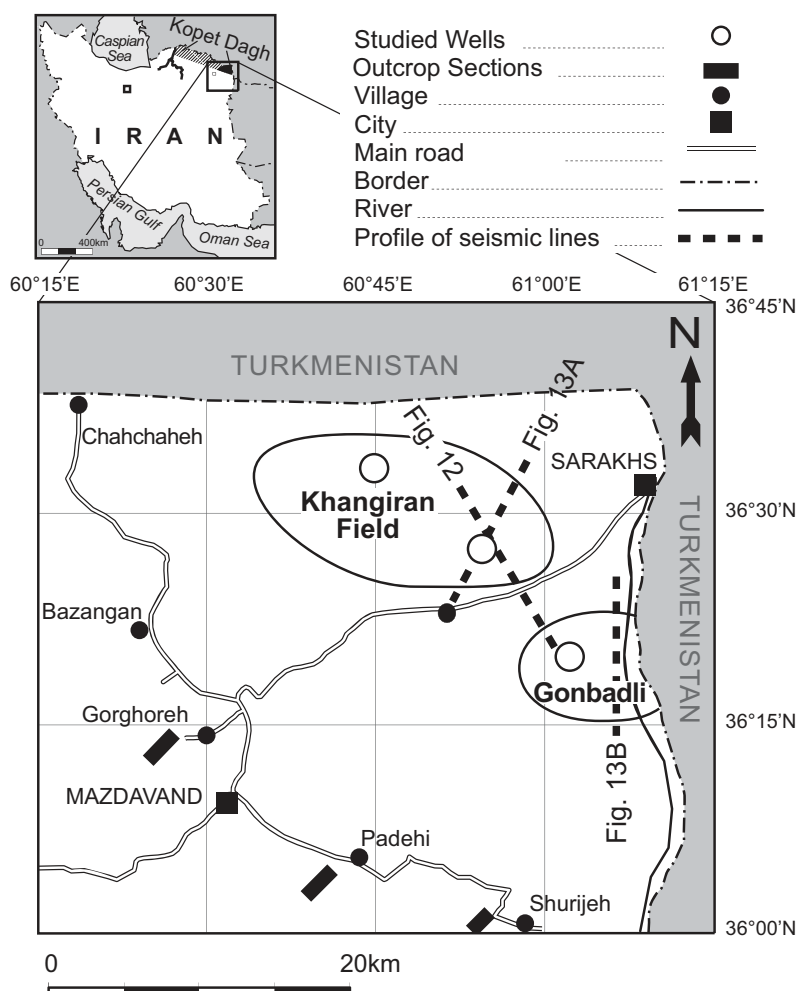 Kopet Dagh
Caspian
Sea
I R A N
Persian Gulf
Oman Sea
0 400km
Studied Wells
Outcrop Sections
Village
City
Main road
Border
River
Profile of seismic lines
60°15'E 60°30'E 60°45'E 61°00'E 61°15'E
36°45'N
N
TURKMENISTAN
Fig. 13A
Fig. 12
Chahchaheh
SARAKHS
Khangiran
Field
36°30'N
TURKMENISTAN
Bazangan
Gonbadli
Gorghoreh
36°15'N
Fig. 13B
MAZDAVAND
Padehi
Shurijeh
36°00'N
0 20km